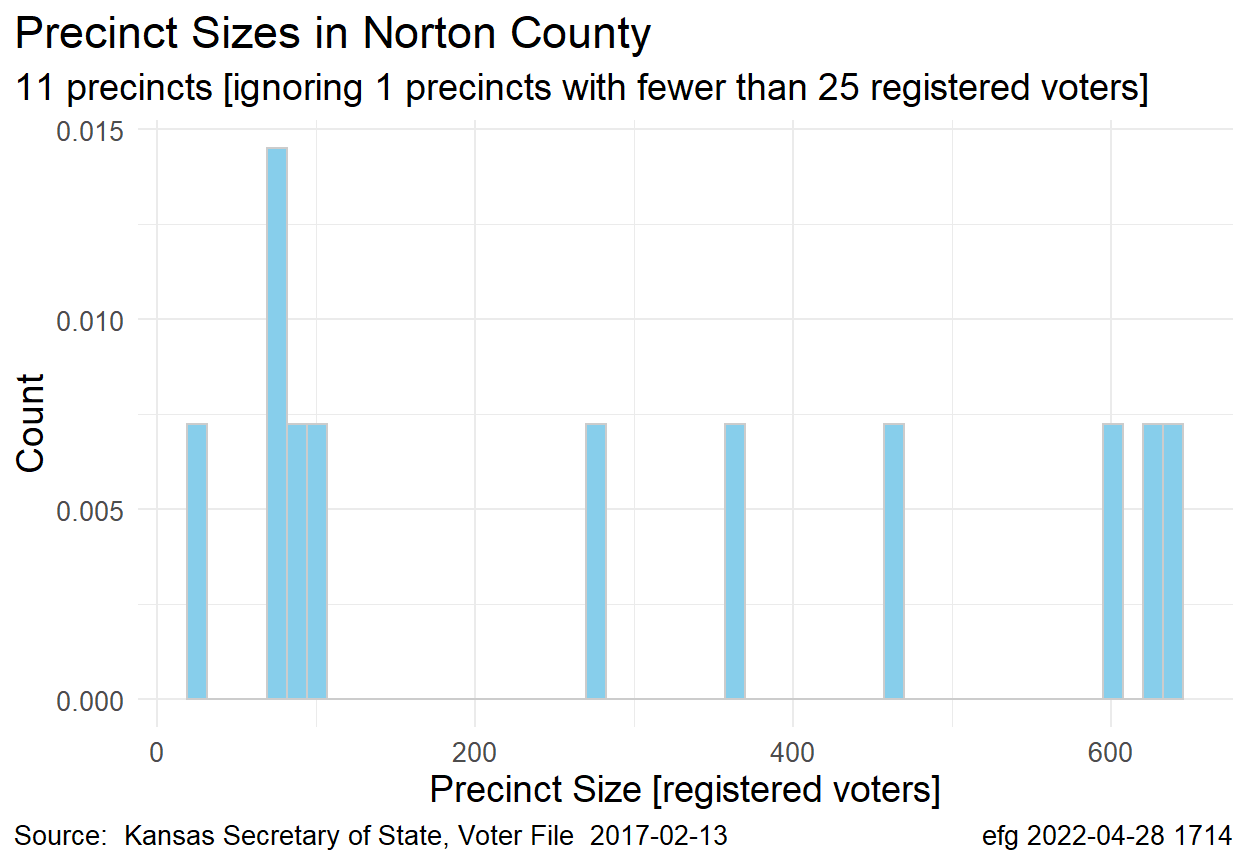 Precinct Sizes in Norton County
11 precincts [ignoring 1 precincts with fewer than 25 registered voters]
0.015
0.010
0.005
0.000
Count
0 200 400 600
Precinct Size [registered voters]
Source:  Kansas Secretary of State, Voter File  2017-02-13
efg 2022-04-28 1714